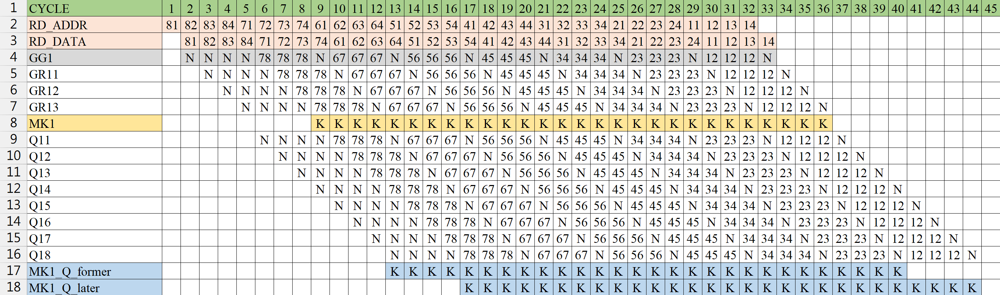 1 CYCLE 1 2 3 4 5 6 7 8 9 10 11 12 13 14 15 16 17 18 19 20 21 22 23 24 25 26 27 28 29 30 31 32 33 34 35 36 37 38 39 40 41 42 43 44 45
2 RD_ADDR 81 82 83 84 71 72 73 74 61 62 63 64 51 52 53 54 41 42 43 44 31 32 33 34 21 22 23 24 11 12 13 14
3 RD_DATA 81 82 83 84 71 72 73 74 61 62 63 64 51 52 53 54 41 42 43 44 31 32 33 34 21 22 23 24 11 12 13 14
4 GG1 N N N N 78 78 78 N 67 67 67 N 56 56 56 N 45 45 45 N 34 34 34 N 23 23 23 N 12 12 12 N
5 GR11 N N N N 78 78 78 N 67 67 67 N 56 56 56 N 45 45 45 N 34 34 34 N 23 23 23 N 12 12 12 N
6 GR12 N N N N 78 78 78 N 67 67 67 N 56 56 56 N 45 45 45 N 34 34 34 N 23 23 23 N 12 12 12 N
7 GR13 N N N N 78 78 78 N 67 67 67 N 56 56 56 N 45 45 45 N 34 34 34 N 23 23 23 N 12 12 12 N
8 MK1 K K K K K K K K K K K K K K K K K K K K K K K K K K K K
9 Q11 N N N N 78 78 78 N 67 67 67 N 56 56 56 N 45 45 45 N 34 34 34 N 23 23 23 N 12 12 12 N
10 Q12 N N N N 78 78 78 N 67 67 67 N 56 56 56 N 45 45 45 N 34 34 34 N 23 23 23 N 12 12 12 N
11 Q13 N N N N 78 78 78 N 67 67 67 N 56 56 56 N 45 45 45 N 34 34 34 N 23 23 23 N 12 12 12 N
12 Q14 N N N N 78 78 78 N 67 67 67 N 56 56 56 N 45 45 45 N 34 34 34 N 23 23 23 N 12 12 12 N
13 Q15 N N N N 78 78 78 N 67 67 67 N 56 56 56 N 45 45 45 N 34 34 34 N 23 23 23 N 12 12 12 N
14 Q16 N N N N 78 78 78 N 67 67 67 N 56 56 56 N 45 45 45 N 34 34 34 N 23 23 23 N 12 12 12 N
15 Q17 N N N N 78 78 78 N 67 67 67 N 56 56 56 N 45 45 45 N 34 34 34 N 23 23 23 N 12 12 12 N
16 Q18 N N N N 78 78 78 N 67 67 67 N 56 56 56 N 45 45 45 N 34 34 34 N 23 23 23 N 12 12 12 N
17 MK1_Q_former K K K K K K K K K K K K K K K K K K K K K K K K K K K K
18 MK1_Q_later K K K K K K K K K K K K K K K K K K K K K K K K K K K K